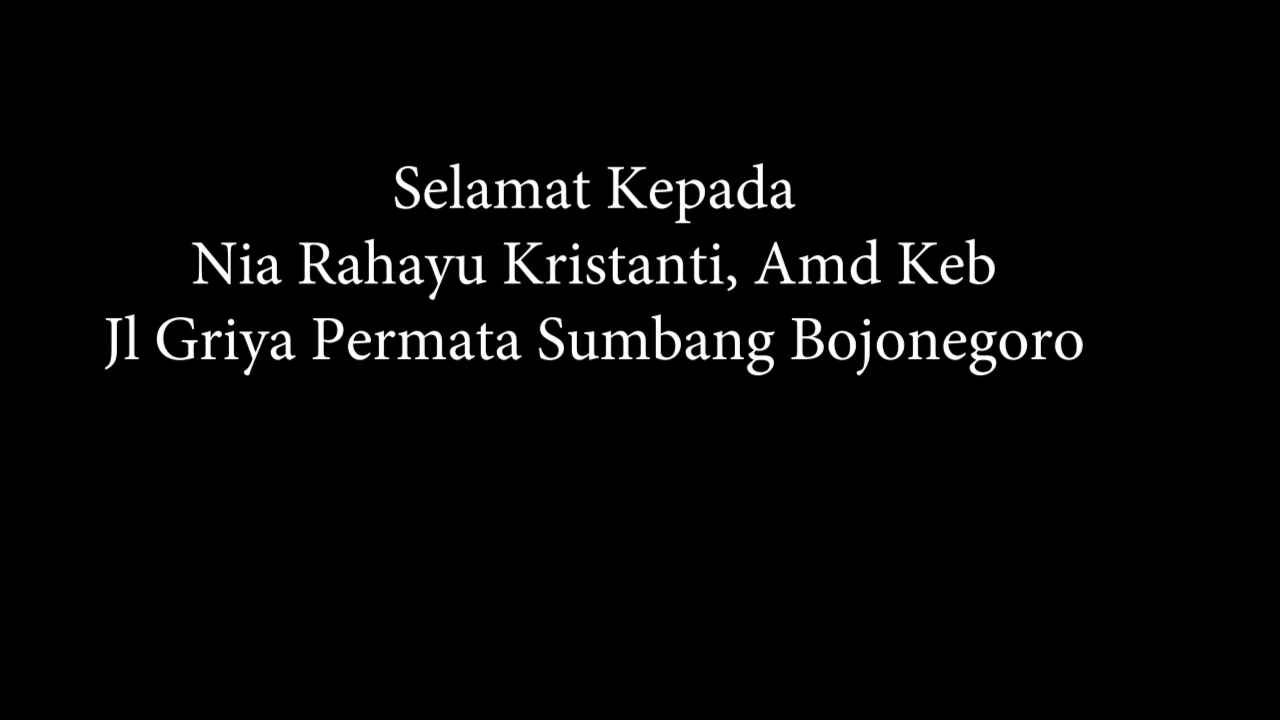 Selamat Kepada
Nia Rahayu Kristanti, Amd Keb
Jl Griya Permata Sumbang Bojonegoro